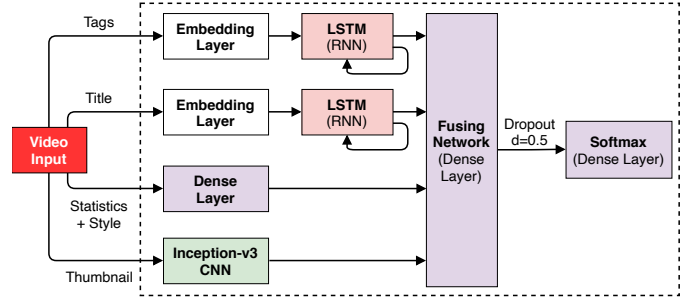 Tags
Embedding
Layer
LSTM
(RNN)
Title
Embedding
Layer
LSTM
(RNN)
Video
Input
Statistics
+ Style
Dense
Layer
Thumbnail
Inception-v3
CNN
Fusing
Network
(Dense
Layer)
Dropout
d=0.5
Softmax
(Dense Layer)